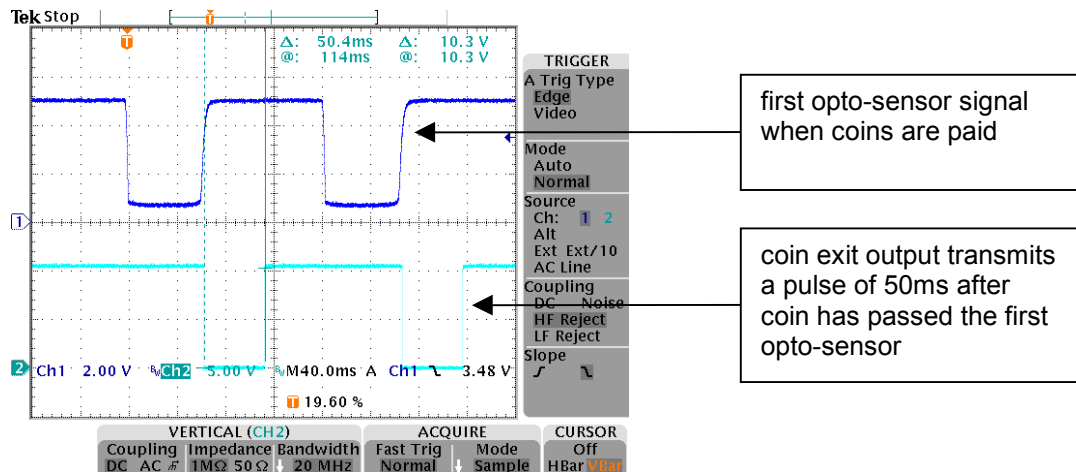 Tek Stop
T
T
Δ: 50.4ms Δ: 10.3 V
@: 114ms @: 10.3 V
1
2
Ch1 2.00 V BW Ch2 5.00 V BW M40.0ms A Ch1 3.48 V
T 19.60 %
TRIGGER
A Trig Type
Edge
Video
Mode
Auto
Normal
Source
Ch: 1 2
Alt
Ext Ext/10
AC Line
Coupling
DC Noise
HF Reject
LF Reject
Slope
first opto-sensor signal
when coins are paid
coin exit output transmits
a pulse of 50ms after
coin has passed the first
opto-sensor
VERTICAL (CH2)
Coupling Impedance Bandwidth
DC AC 1MΩ 50 Ω 20 MHz
ACQUIRE
Fast Trig Mode
Normal Sample
CURSOR
Off
HBar VBar